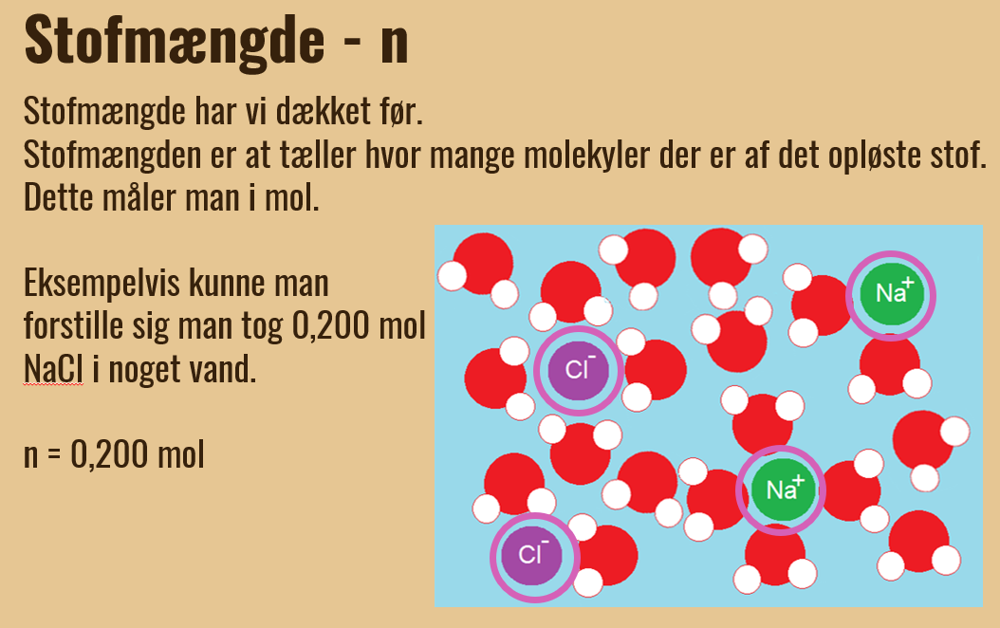 Stofmængde - n
Stofmængde har vi dækket før.
Stofmængden er at tæller hvor mange molekyler der er af det opløste stof.
Dette måler man i mol.
Eksempelvis kunne man
forstille sig man tog 0,200 mol
NaCl i noget vand.
n = 0,200 mol
Na+
Cl-
Na+
Cl-